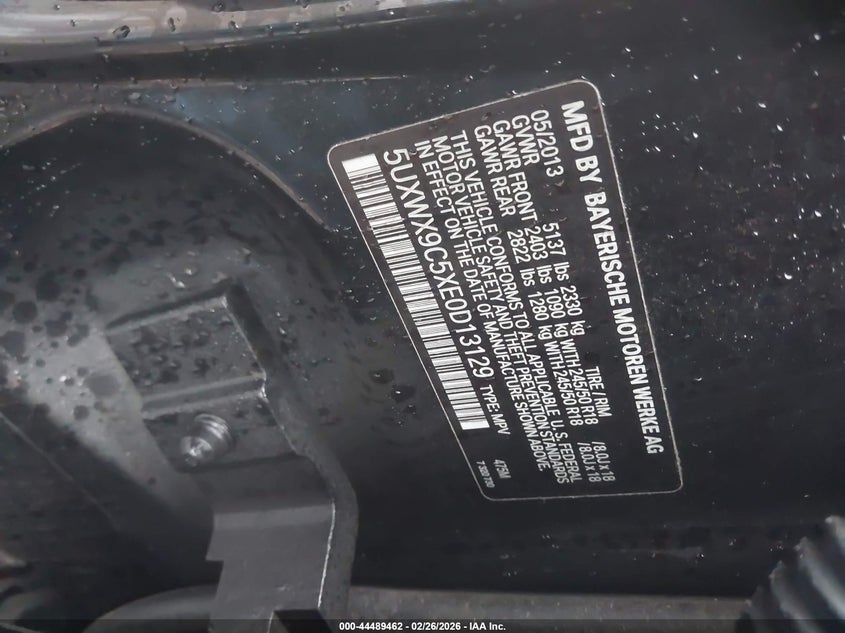 MFD BY BAYERISCHE MOTOREN WERKE AG
05/2013 TIRE / RIM
GVWR 5137 lbs 2330 kg
GAWR FRONT 2403 lbs 1090 kg WITH 245/50 R18 /8.0J x 18
GAWR REAR 2822 lbs 1280 kg WITH 245/50 R18 /8.0J x 18
THIS VEHICLE CONFORMS TO ALL APPLICABLE U.S. FEDERAL
MOTOR VEHICLE SAFETY AND THEFT PREVENTION STANDARDS
IN EFFECT ON THE DATE OF MANUFACTURE SHOWN ABOVE.
5UXWX9C5XE0D13129 TYPE: MPV 475M
000-44489462 - 02/26/2026 - IAA Inc.